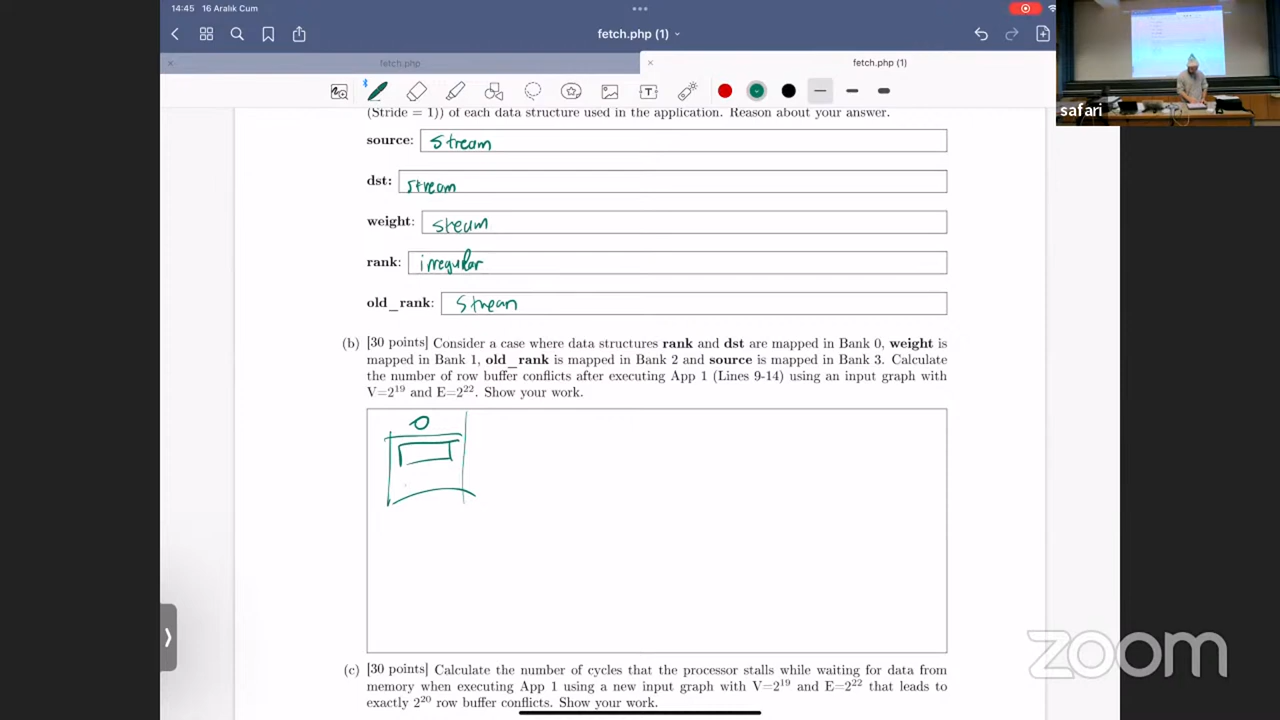 14:45 16 Aralık Cum
fetch.php (1)
fetch.php
fetch.php (1)
safari
(Stride = 1)) of each data structure used in the application. Reason about your answer.
source: Stream
dst: stream
weight: steam
rank: irregular
old_rank: Strean
(b) [30 points] Consider a case where data structures rank and dst are mapped in Bank 0, weight is
mapped in Bank 1, old_rank is mapped in Bank 2 and source is mapped in Bank 3. Calculate
the number of row buffer conflicts after executing App 1 (Lines 9-14) using an input graph with
V=2^19 and E=2^22. Show your work.
0
(c) [30 points] Calculate the number of cycles that the processor stalls while waiting for data from
memory when executing App 1 using a new input graph with V=2^19 and E=2^22 that leads to
exactly 2^20 row buffer conflicts. Show your work.
zoom